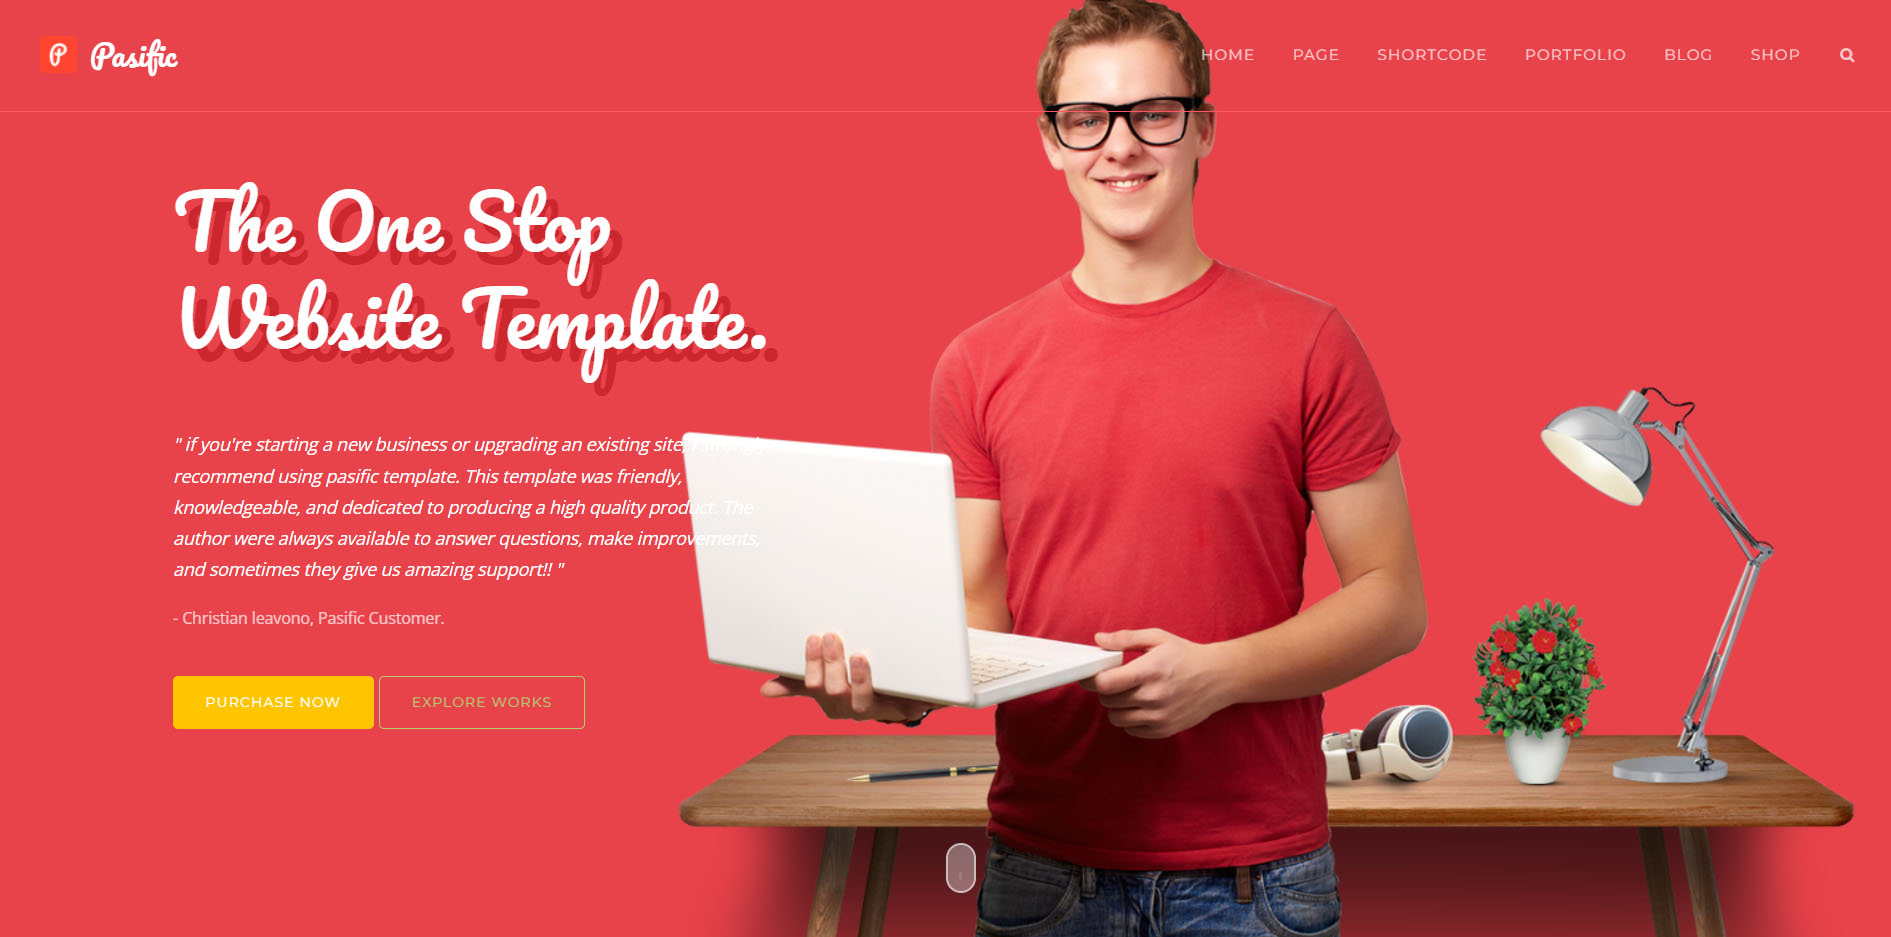 P Pasific
HOME PAGE SHORTCODE PORTFOLIO BLOG SHOP
The One Stop
Website Template.
" if you're starting a new business or upgrading an existing site, I strongly
recommend using pasific template. This template was friendly,
knowledgeable, and dedicated to producing a high quality product. The
author were always available to answer questions, make improvements,
and sometimes they give us amazing support!! "
- Christian leavono, Pasific Customer.
PURCHASE NOW EXPLORE WORKS